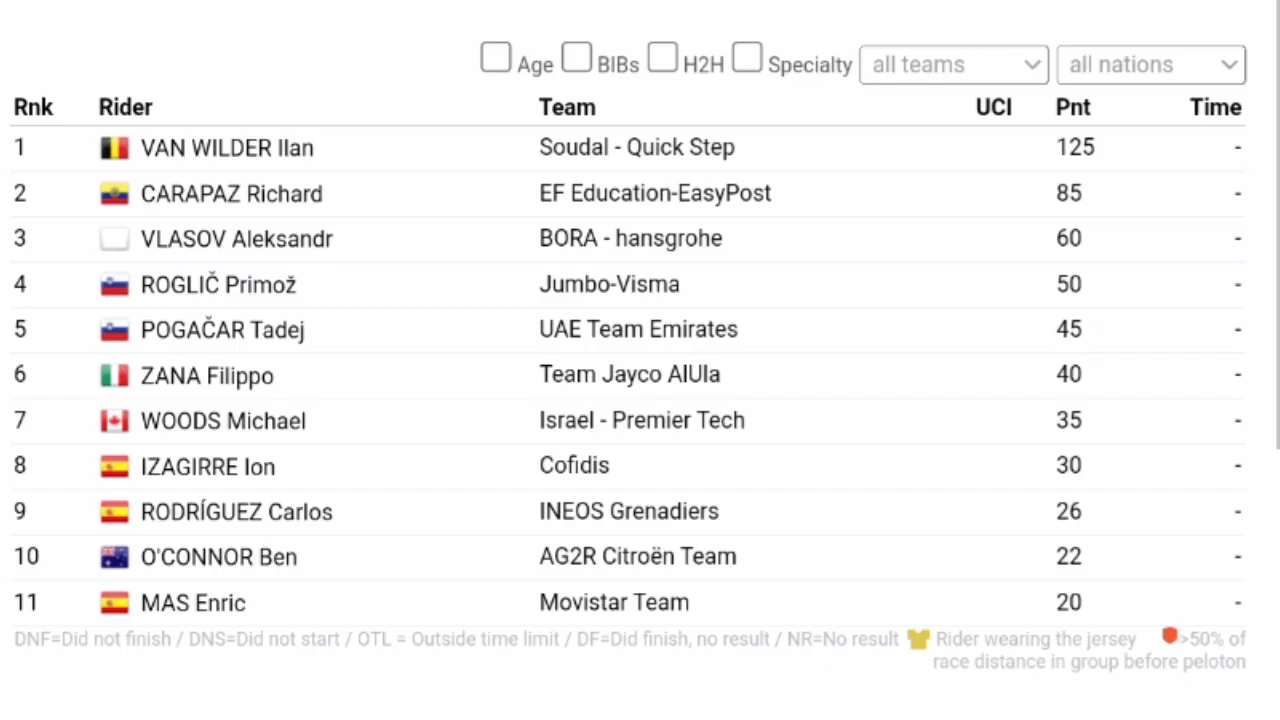 Age BIBs H2H Specialty all teams all nations
Rnk Rider Team UCI Pnt Time
1 VAN WILDER Ilan Soudal - Quick Step 125 -
2 CARAPAZ Richard EF Education-EasyPost 85 -
3 VLASOV Aleksandr BORA - hansgrohe 60 -
4 ROGLIČ Primož Jumbo-Visma 50 -
5 POGAČAR Tadej UAE Team Emirates 45 -
6 ZANA Filippo Team Jayco AlUla 40 -
7 WOODS Michael Israel - Premier Tech 35 -
8 IZAGIRRE Ion Cofidis 30 -
9 RODRÍGUEZ Carlos INEOS Grenadiers 26 -
10 O'CONNOR Ben AG2R Citroën Team 22 -
11 MAS Enric Movistar Team 20 -
DNF=Did not finish / DNS=Did not start / OTL = Outside time limit / DF=Did finish, no result / NR=No result Rider wearing the jersey >50% of
race distance in group before peloton